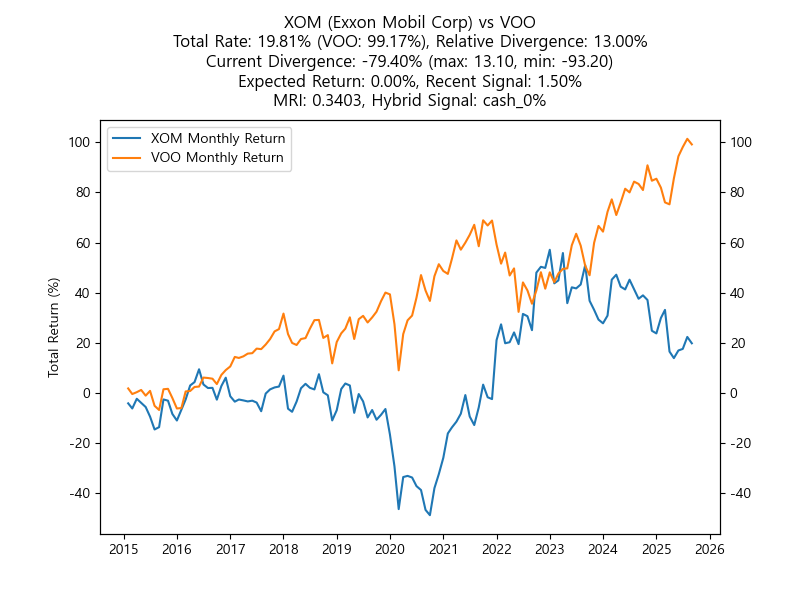 XOM (Exxon Mobil Corp) vs VOO
Total Rate: 19.81% (VOO: 99.17%), Relative Divergence: 13.00%
Current Divergence: -79.40% (max: 13.10, min: -93.20)
Expected Return: 0.00%, Recent Signal: 1.50%
MRI: 0.3403, Hybrid Signal: cash_0%
XOM Monthly Return
VOO Monthly Return
Total Return (%)
100
80
60
40
20
0
-20
-40
100
80
60
40
20
0
-20
-40
2015 2016 2017 2018 2019 2020 2021 2022 2023 2024 2025 2026